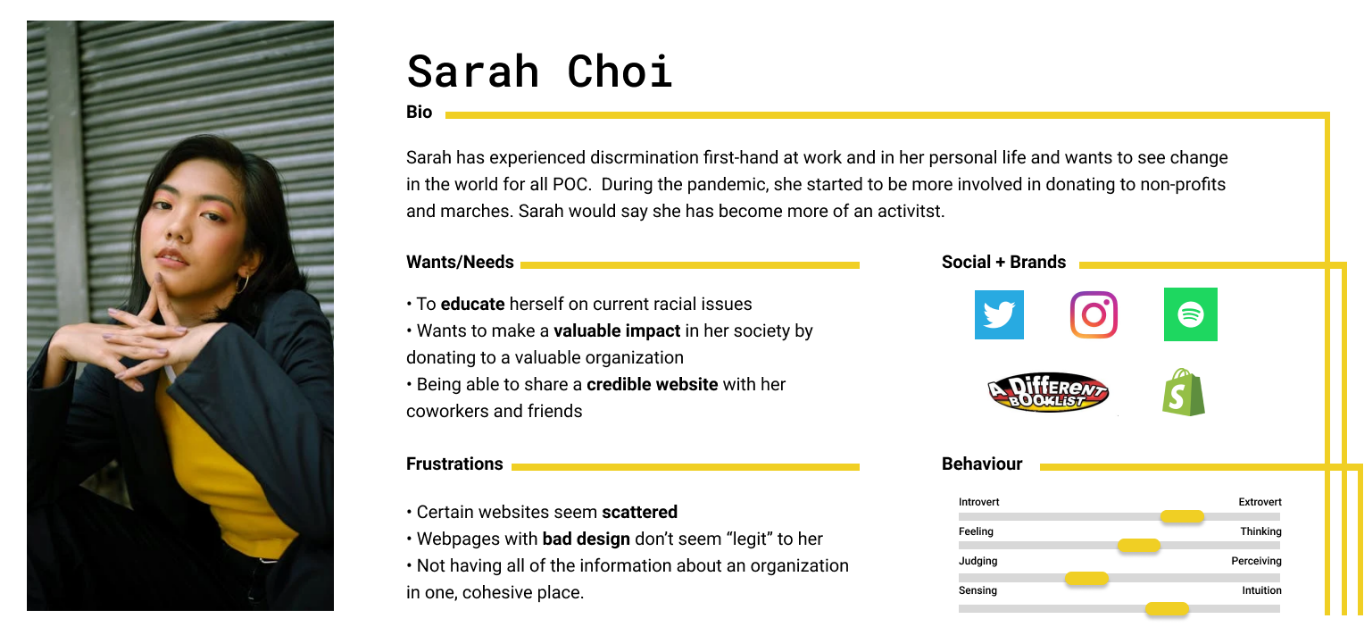 Sarah Choi
Bio
Sarah has experienced discrmination first-hand at work and in her personal life and wants to see change
in the world for all POC.  During the pandemic, she started to be more involved in donating to non-profits
and marches. Sarah would say she has become more of an activitst.
Wants/Needs
• To educate herself on current racial issues
• Wants to make a valuable impact in her society by
donating to a valuable organization
• Being able to share a credible website with her
coworkers and friends
Social + Brands
A DiffERENT
BOOKLiST
S
Frustrations
• Certain websites seem scattered
• Webpages with bad design don’t seem “legit” to her
• Not having all of the information about an organization
in one, cohesive place.
Behaviour
Introvert Extrovert
Feeling Thinking
Judging Perceiving
Sensing Intuition